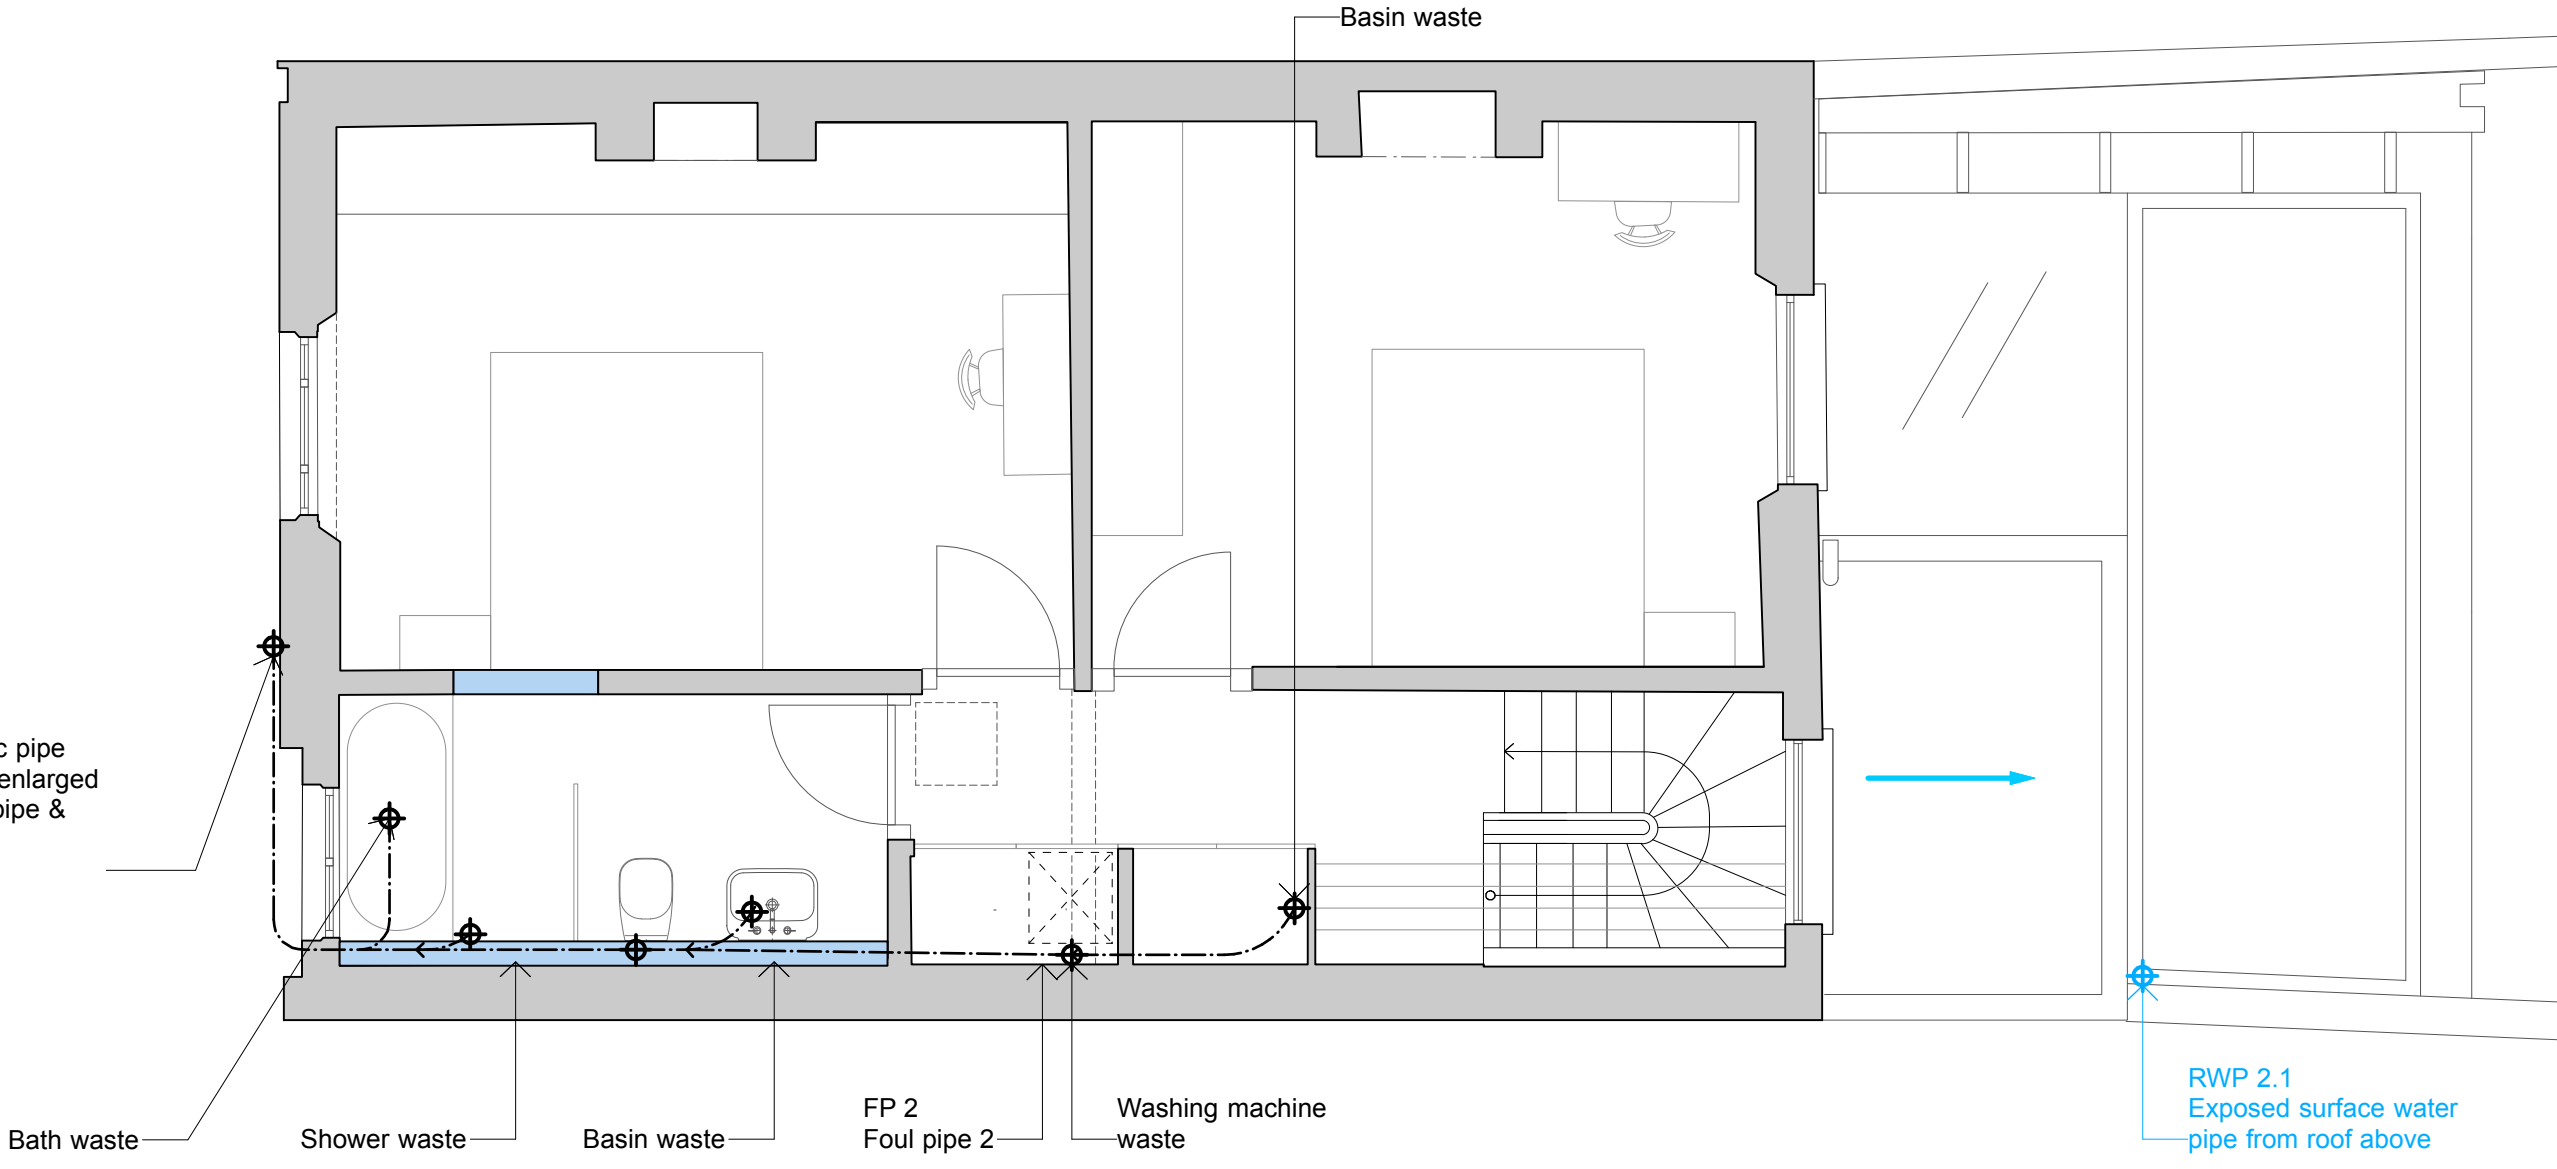 Basin waste
pipe
enlarged
pipe &
Bath waste
Shower waste
Basin waste
FP 2
Foul pipe 2
Washing machine
waste
RWP 2.1
Exposed surface water
pipe from roof above